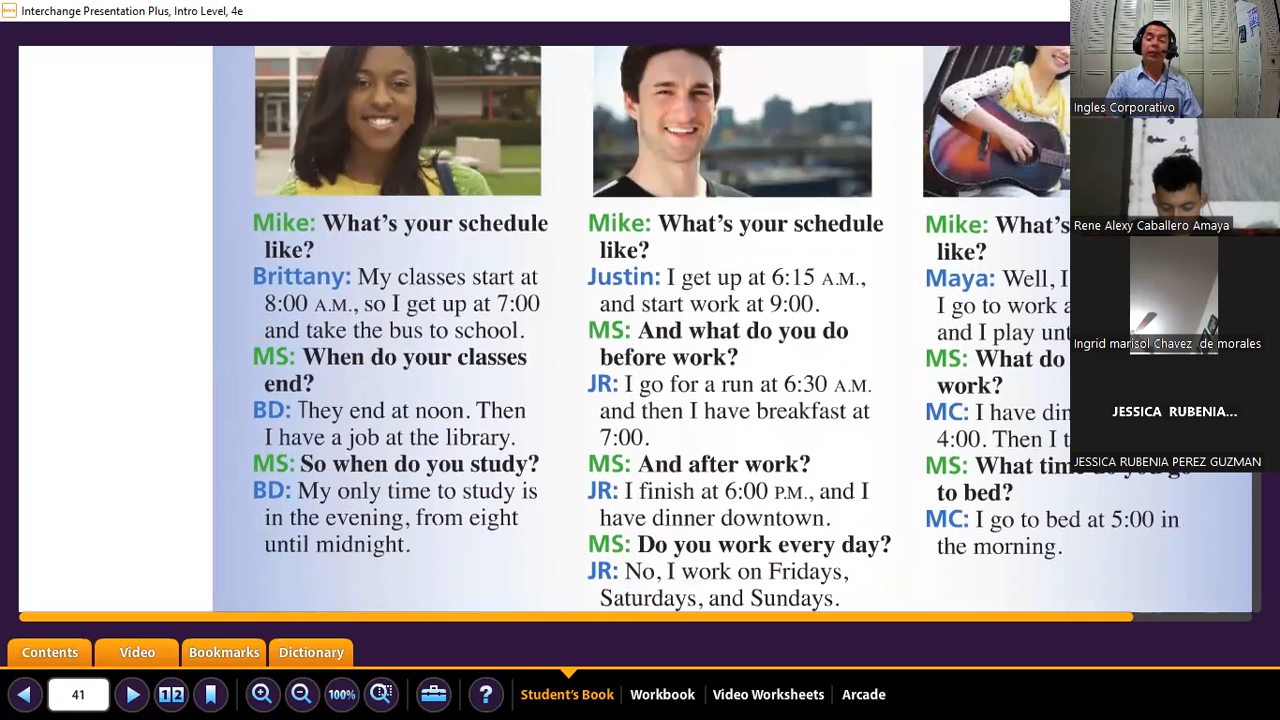 Interchange Presentation Plus, Intro Level, 4e
Mike: What's your schedule
like?
Brittany: My classes start at
8:00 A.M., so I get up at 7:00
and take the bus to school.
MS: When do your classes
end?
BD: They end at noon. Then
I have a job at the library.
MS: So when do you study?
BD: My only time to study is
in the evening, from eight
until midnight.
Mike: What's your schedule
like?
Justin: I get up at 6:15 A.M.,
and start work at 9:00.
MS: And what do you do
before work?
JR: I go for a run at 6:30 A.M.
and then I have breakfast at
7:00.
MS: And after work?
JR: I finish at 6:00 P.M., and I
have dinner downtown.
MS: Do you work every day?
JR: No, I work on Fridays,
Saturdays, and Sundays.
Mike: What's
like?
Maya: Well, I
I go to work
and I play
MS: What do
work?
MC: I have
4:00. Then I
MS: What time do you go
to bed?
MC: I go to bed at 5:00 in
the morning.
Ingles Corporativo
Rene Alexy Caballero Amaya
Ingrid marisol Chavez de morales
JESSICA RUBENIA...
JESSICA RUBENIA PEREZ GUZMAN
Contents Video Bookmarks Dictionary
41 1 2 100% ? Student's Book Workbook Video Worksheets Arcade